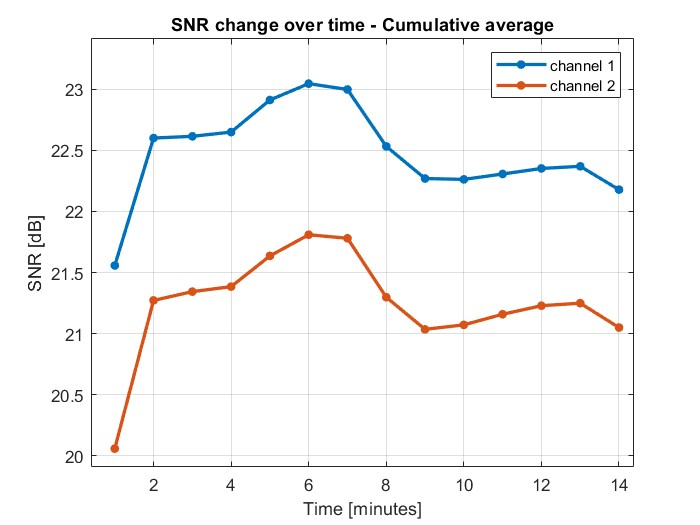 SNR change over time - Cumulative average
channel 1
channel 2
23
22.5
22
21.5
21
20.5
20
SNR [dB]
2 4 6 8 10 12 14
Time [minutes]